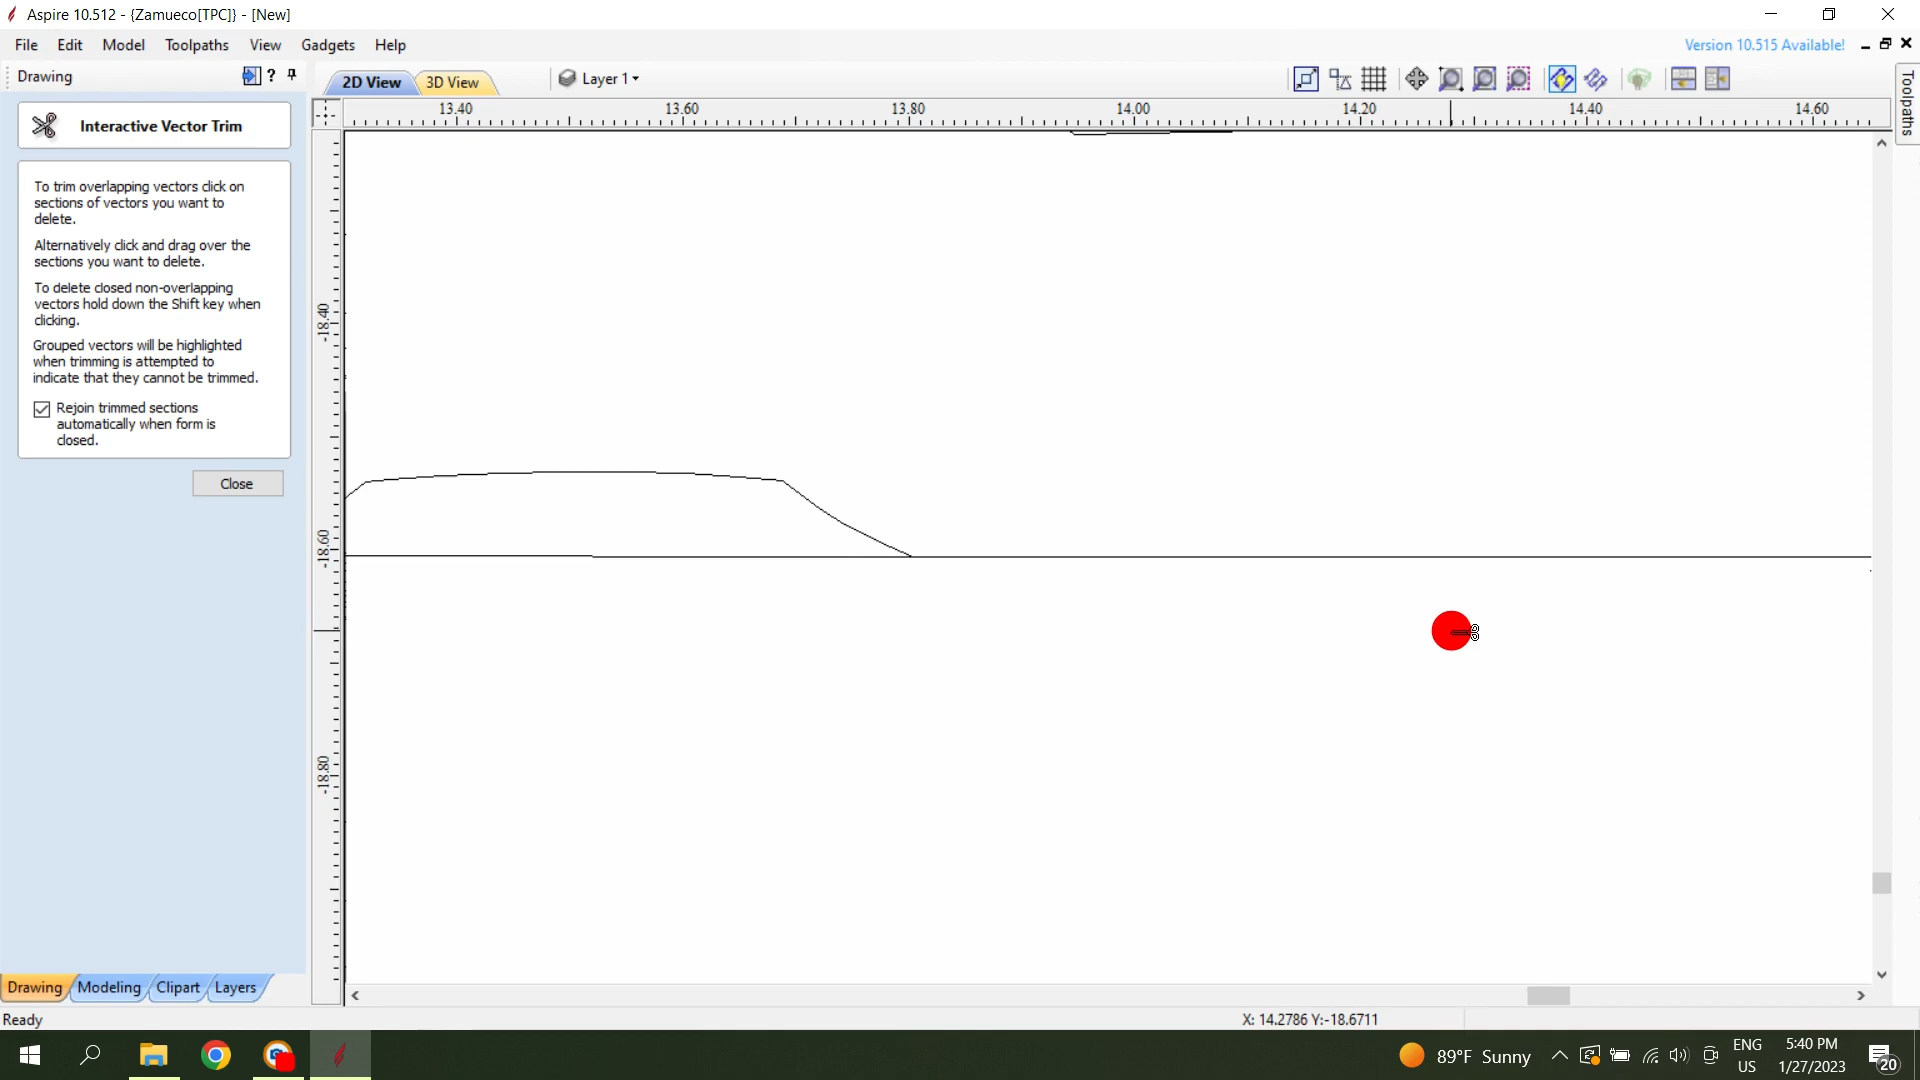 Aspire 10.512 - {Zamueco[TPC]} - [New]
File Edit Model Toolpaths View Gadgets Help
Version 10.515 Available!
Drawing
?
2D View 3D View Layer 1
Toolpaths
13.40 13.60 13.80 14.00 14.20 14.40 14.60
Interactive Vector Trim
To trim overlapping vectors click on
sections of vectors you want to
delete.
Alternatively click and drag over the
sections you want to delete.
To delete closed non-overlapping
vectors hold down the Shift key when
clicking.
Grouped vectors will be highlighted
when trimming is attempted to
indicate that they cannot be trimmed.
Rejoin trimmed sections
automatically when form is
closed.
Close
-18.40
-18.60
-18.80
Drawing Modeling Clipart Layers
Ready
X: 14.2786 Y:-18.6711
89°F Sunny
ENG
US
5:40 PM
1/27/2023
20